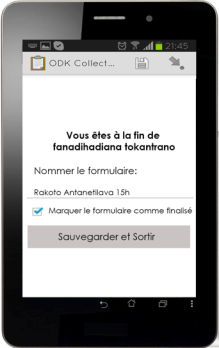 21:45
ODK Collect...
Vous êtes à la fin de
fanadihadiana tokantrano
Nommer le formulaire:
Rakoto Antanetilava 15h
Marquer le formulaire comme finalisé
Sauvegarder et Sortir